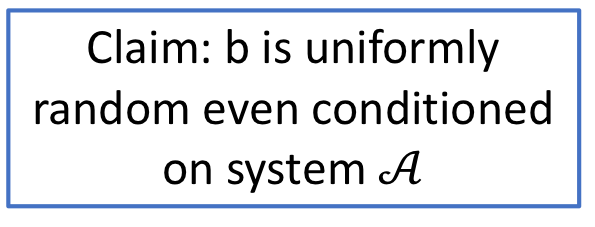 Claim: b is uniformly
random even conditioned
on system 𝒜